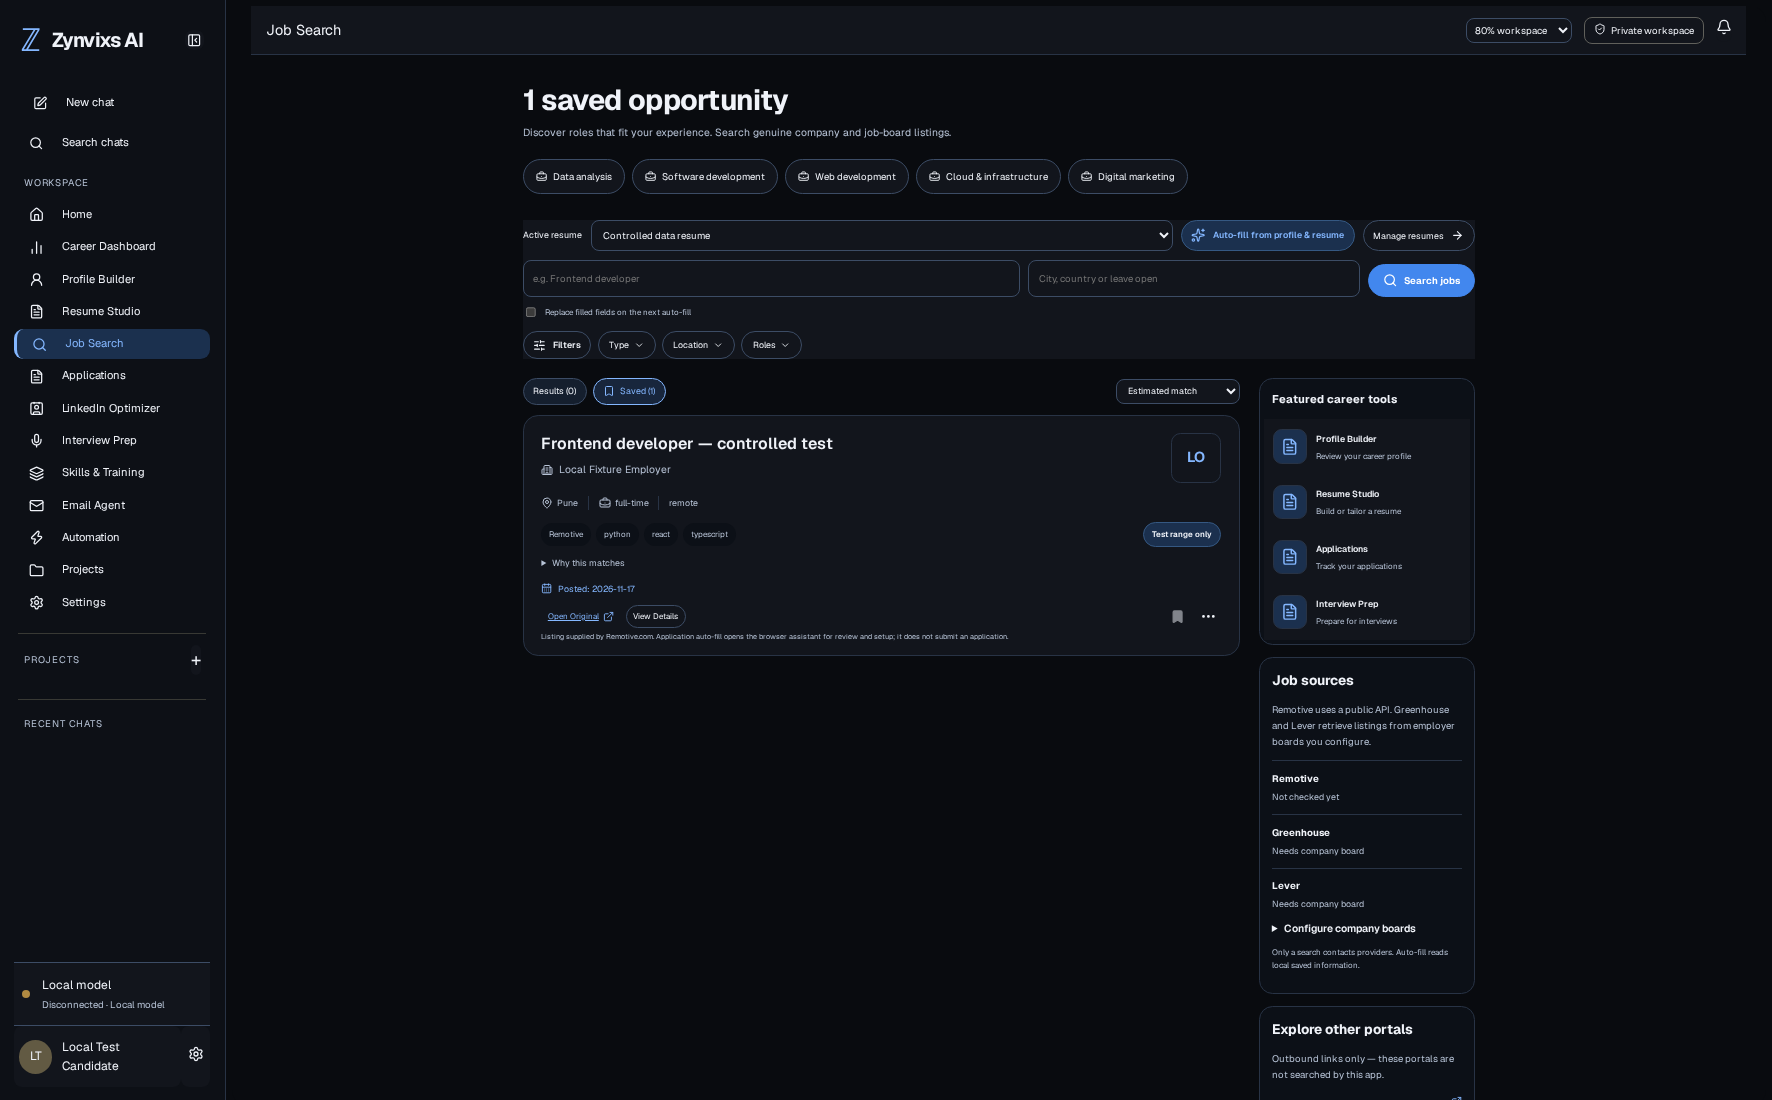 Zynvixs AI
New chat
Search chats
WORKSPACE
Home
Career Dashboard
Profile Builder
Resume Studio
Job Search
Applications
LinkedIn Optimizer
Interview Prep
Skills & Training
Email Agent
Automation
Projects
Settings
PROJECTS
+
RECENT CHATS
Local model
Disconnected · Local model
LT
Local Test
Candidate
Job Search
80% workspace
Private workspace
1 saved opportunity
Discover roles that fit your experience. Search genuine company and job-board listings.
Data analysis
Software development
Web development
Cloud & infrastructure
Digital marketing
Active resume
Controlled data resume
Auto-fill from profile & resume
Manage resumes
e.g. Frontend developer
City, country or leave open
Search jobs
Replace filled fields on the next auto-fill
Filters
Type
Location
Roles
Results (0)
Saved (1)
Estimated match
Frontend developer — controlled test
LO
Local Fixture Employer
Pune
full-time
remote
Remotive
python
react
typescript
Test range only
Why this matches
Posted: 2026-11-17
Open Original
View Details
Listing supplied by Remotive.com. Application auto-fill opens the browser assistant for review and setup; it does not submit an application.
Featured career tools
Profile Builder
Review your career profile
Resume Studio
Build or tailor a resume
Applications
Track your applications
Interview Prep
Prepare for interviews
Job sources
Remotive uses a public API. Greenhouse
and Lever retrieve listings from employer
boards you configure.
Remotive
Not checked yet
Greenhouse
Needs company board
Lever
Needs company board
Configure company boards
Only a search contacts providers. Auto-fill reads
local saved information.
Explore other portals
Outbound links only — these portals are
not searched by this app.